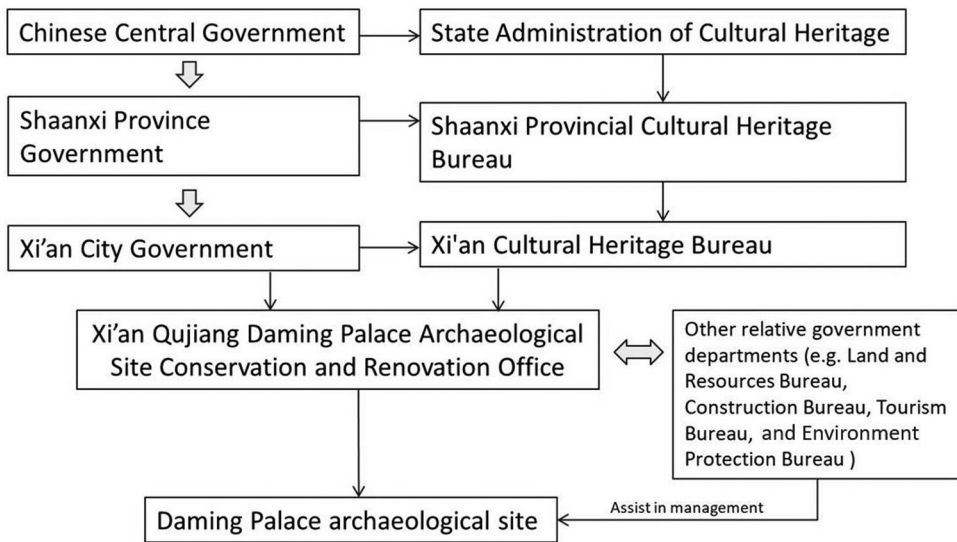 Chinese Central Government
State Administration of Cultural Heritage
Shaanxi Province
Government
Shaanxi Provincial Cultural Heritage
Bureau
Xi’an City Government
Xi'an Cultural Heritage Bureau
Xi’an Qujiang Daming Palace Archaeological
Site Conservation and Renovation Office
Other relative government
departments (e.g. Land and
Resources Bureau,
Construction Bureau, Tourism
Bureau, and Environment
Protection Bureau )
Assist in management
Daming Palace archaeological site